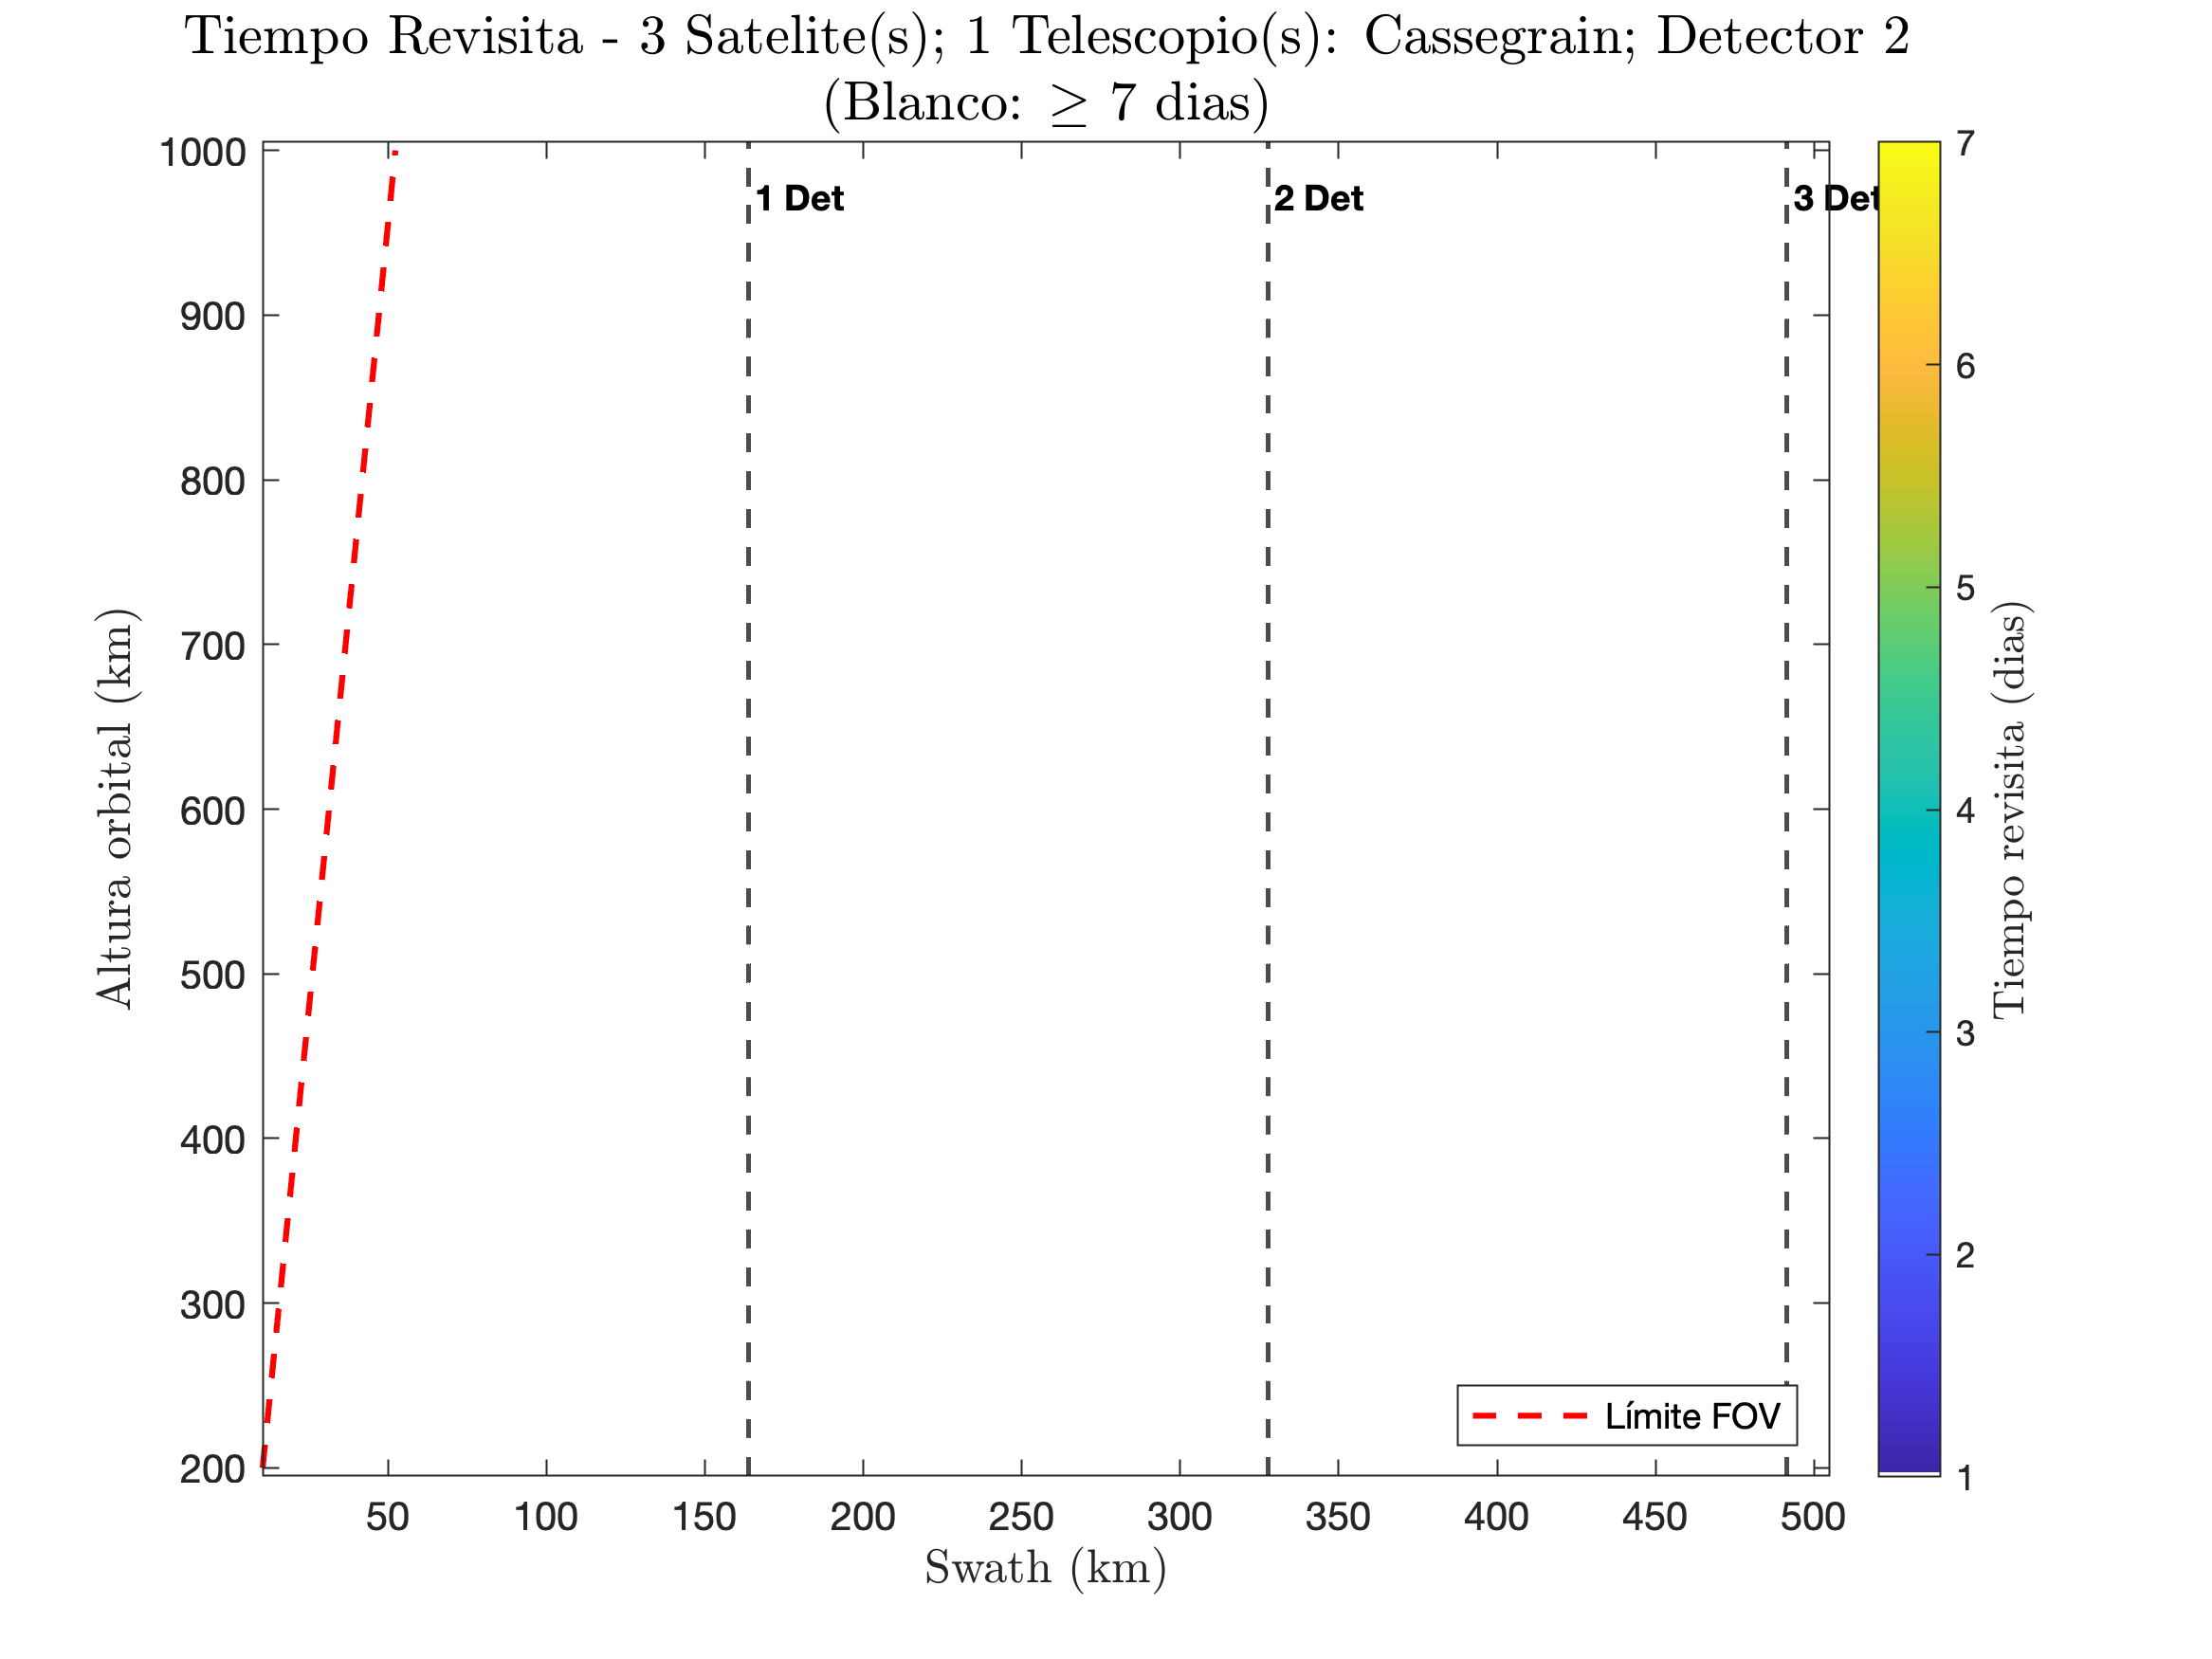 Tiempo Revisita - 3 Satelite(s); 1 Telescopio(s): Cassegrain; Detector 2
(Blanco: ≥ 7 dias)
1000
900
800
700
600
500
400
300
200
Altura orbital (km)
1 Det
2 Det
3 Det
Límite FOV
50 100 150 200 250 300 350 400 450 500
Swath (km)
7
6
5
4
3
2
1
Tiempo revisita (dias)